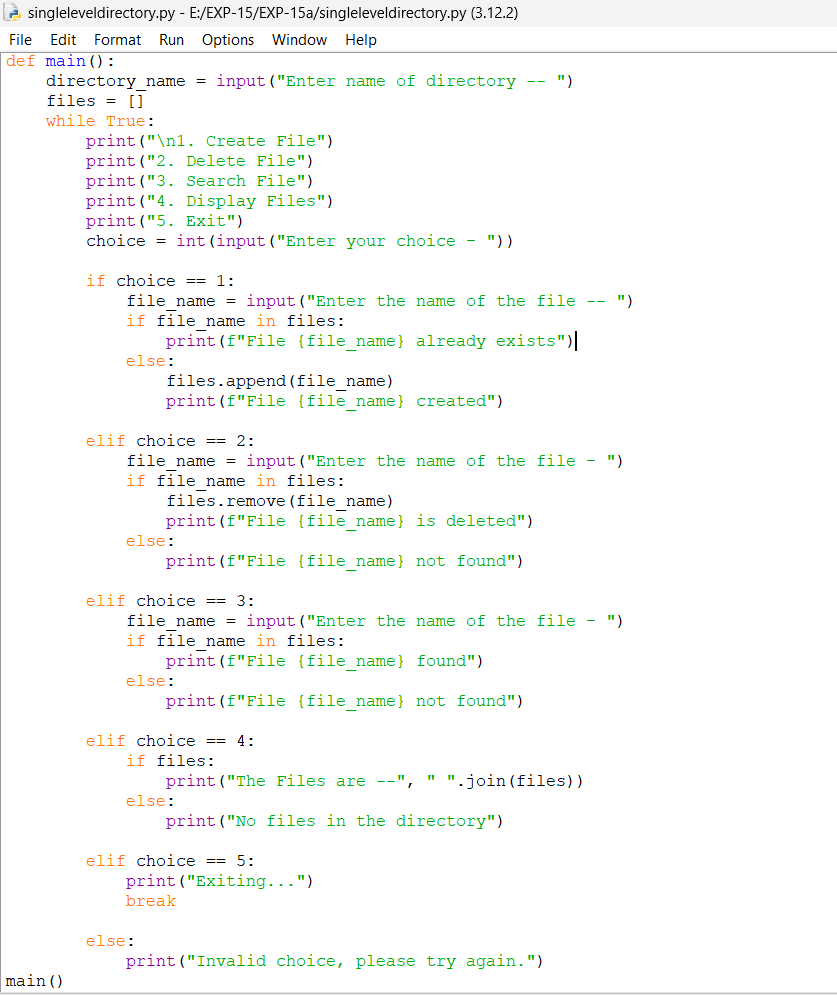 singleleveldirectory.py - E:/EXP-15/EXP-15a/singleleveldirectory.py (3.12.2)
File Edit Format Run Options Window Help
def main():
    directory_name = input("Enter name of directory -- ")
    files = []
    while True:
        print("\n1. Create File")
        print("2. Delete File")
        print("3. Search File")
        print("4. Display Files")
        print("5. Exit")
        choice = int(input("Enter your choice - "))

        if choice == 1:
            file_name = input("Enter the name of the file -- ")
            if file_name in files:
                print(f"File {file_name} already exists")
            else:
                files.append(file_name)
                print(f"File {file_name} created")

        elif choice == 2:
            file_name = input("Enter the name of the file - ")
            if file_name in files:
                files.remove(file_name)
                print(f"File {file_name} is deleted")
            else:
                print(f"File {file_name} not found")

        elif choice == 3:
            file_name = input("Enter the name of the file - ")
            if file_name in files:
                print(f"File {file_name} found")
            else:
                print(f"File {file_name} not found")

        elif choice == 4:
            if files:
                print("The Files are --", " ".join(files))
            else:
                print("No files in the directory")

        elif choice == 5:
            print("Exiting...")
            break

        else:
            print("Invalid choice, please try again.")
main()